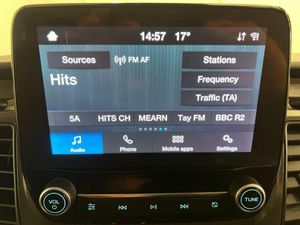 14:57 17°
Sources FM AF Stations
Hits Frequency
Traffic (TA)
5A HITS CH MEARN Tay FM BBC R2
Audio Phone Mobile apps Settings
VOL TUNE